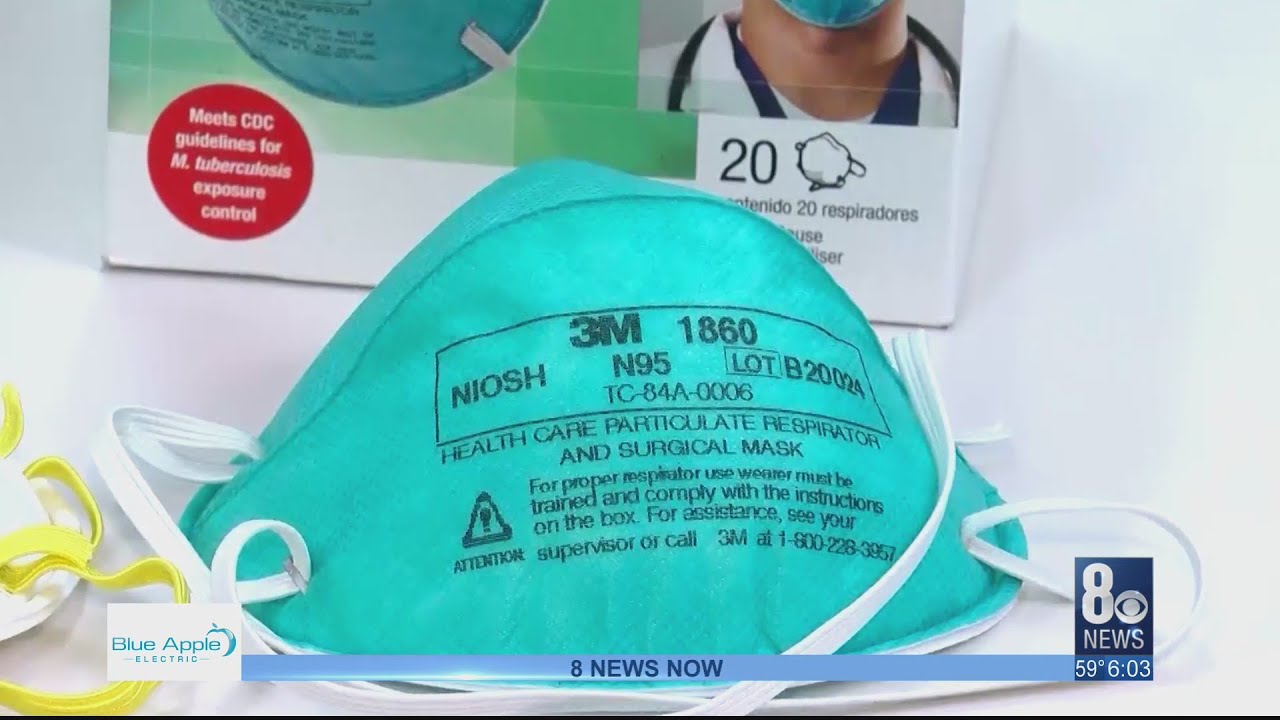 Meets CDC
guidelines for
M. tuberculosis
exposure
control
20
ntenido 20 respiradores
use
iliser
3M 1860
N95
NIOSH
LOT B20024
TC-84A-0006
HEALTH CARE PARTICULATE RESPIRATOR
AND SURGICAL MASK
For proper respirator use wearer must be
trained and comply with the instructions
on the box. For assistance, see your
supervisor or call 3M at 1-800-228-3957
ATTENTION:
Blue Apple
ELECTRIC
8 NEWS NOW
8
NEWS
59° 6:03